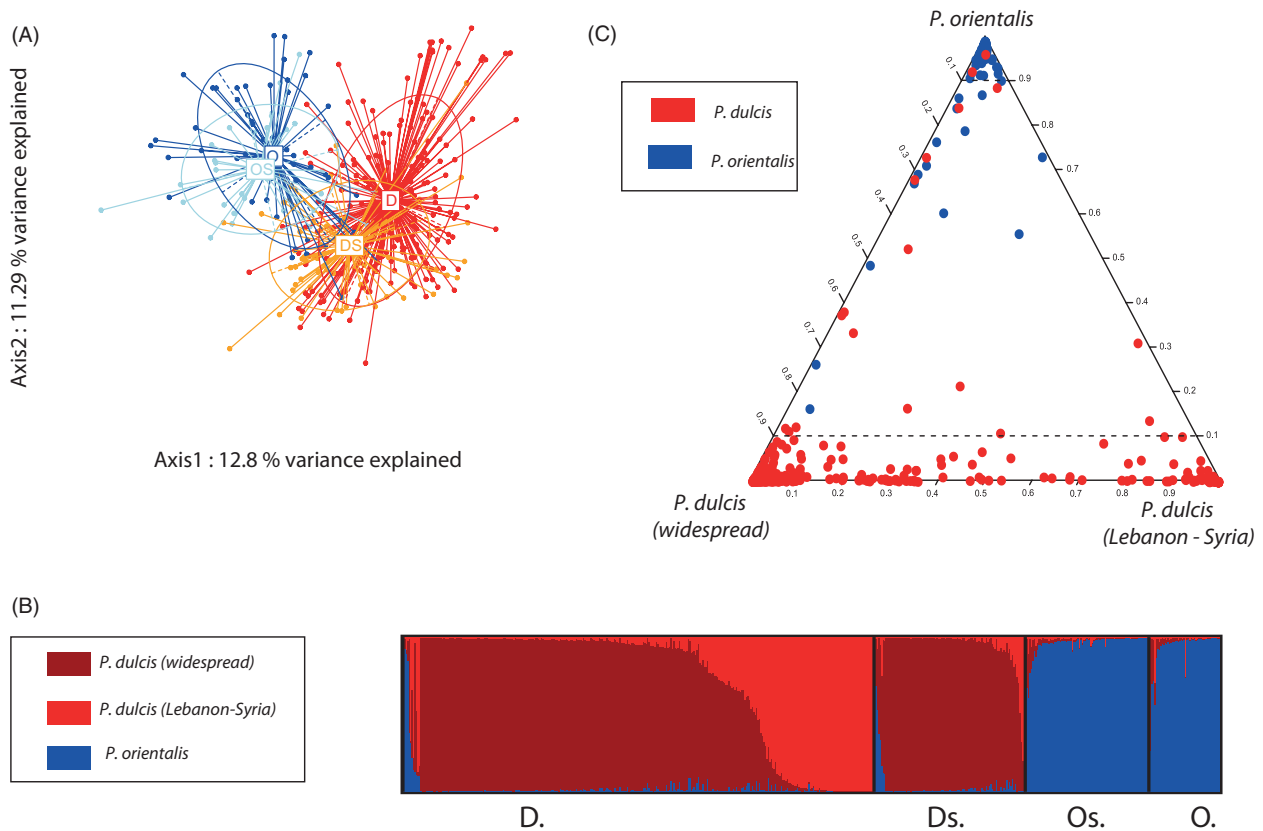 (A)
Axis2 : 11.29 % variance explained
O
OS
D
DS
Axis1 : 12.8 % variance explained
(C)
P. dulcis
P. orientalis
P. orientalis
0.1
0.2
0.3
0.4
0.5
0.6
0.7
0.8
0.9
0.9
0.8
0.7
0.6
0.5
0.4
0.3
0.2
0.1
0.1 0.2 0.3 0.4 0.5 0.6 0.7 0.8 0.9
P. dulcis
(widespread)
P. dulcis
(Lebanon - Syria)
(B)
P. dulcis (widespread)
P. dulcis (Lebanon-Syria)
P. orientalis
D. Ds. Os. O.